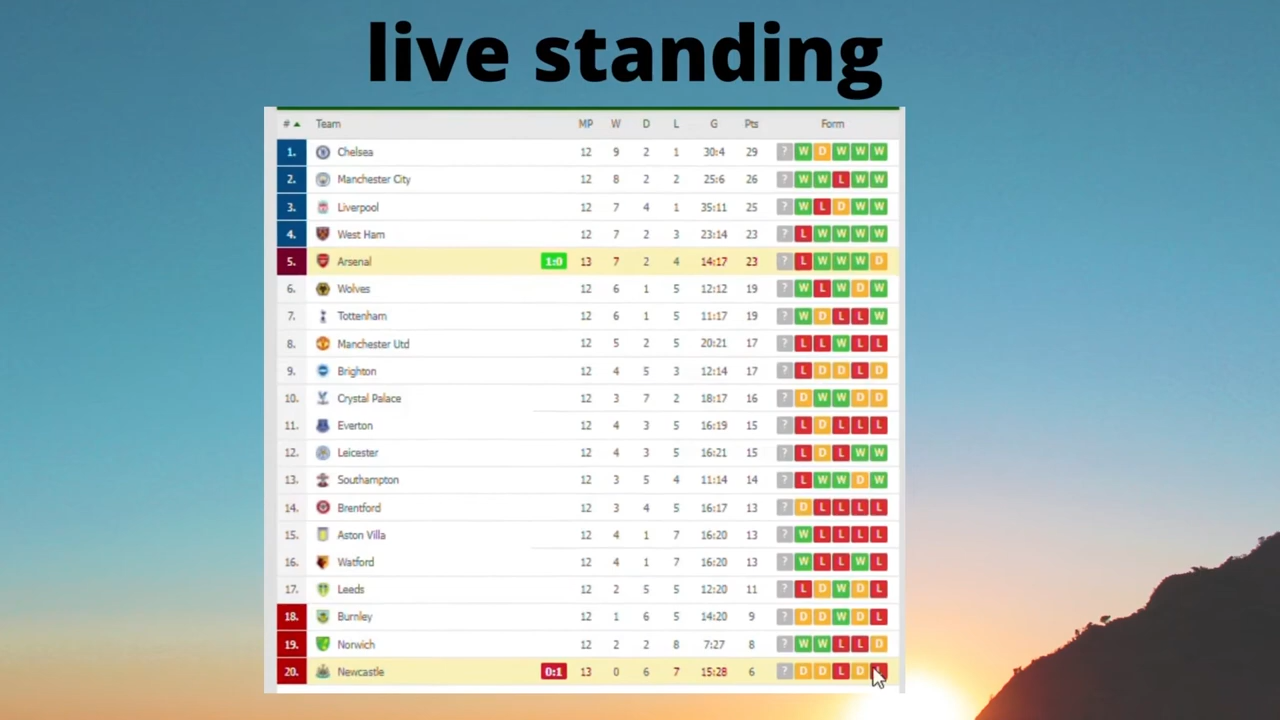 live standing
# Team MP W D L G Pts Form
1. Chelsea 12 9 2 1 30:4 29 ? W D W W W
2. Manchester City 12 8 2 2 25:6 26 ? W W L W W
3. Liverpool 12 7 4 1 35:11 25 ? W L D W W
4. West Ham 12 7 2 3 23:14 23 ? L W W W W
5. Arsenal 1:0 13 7 2 4 14:17 23 ? L W W W D
6. Wolves 12 6 1 5 12:12 19 ? W L W D W
7. Tottenham 12 6 1 5 11:17 19 ? W D L L W
8. Manchester Utd 12 5 2 5 20:21 17 ? L L W L L
9. Brighton 12 4 5 3 12:14 17 ? L D D L D
10. Crystal Palace 12 3 7 2 18:17 16 ? D W W D D
11. Everton 12 4 3 5 16:19 15 ? L D L L L
12. Leicester 12 4 3 5 16:21 15 ? L D L W W
13. Southampton 12 3 5 4 11:14 14 ? L W W D W
14. Brentford 12 3 4 5 16:17 13 ? D L L L L
15. Aston Villa 12 4 1 7 16:20 13 ? W L L L L
16. Watford 12 4 1 7 16:20 13 ? W L L W L
17. Leeds 12 2 5 5 12:20 11 ? L D W D L
18. Burnley 12 1 6 5 14:20 9 ? D D W D L
19. Norwich 12 2 2 8 7:27 8 ? W W L L D
20. Newcastle 0:1 13 0 6 7 15:28 6 ? D D L D